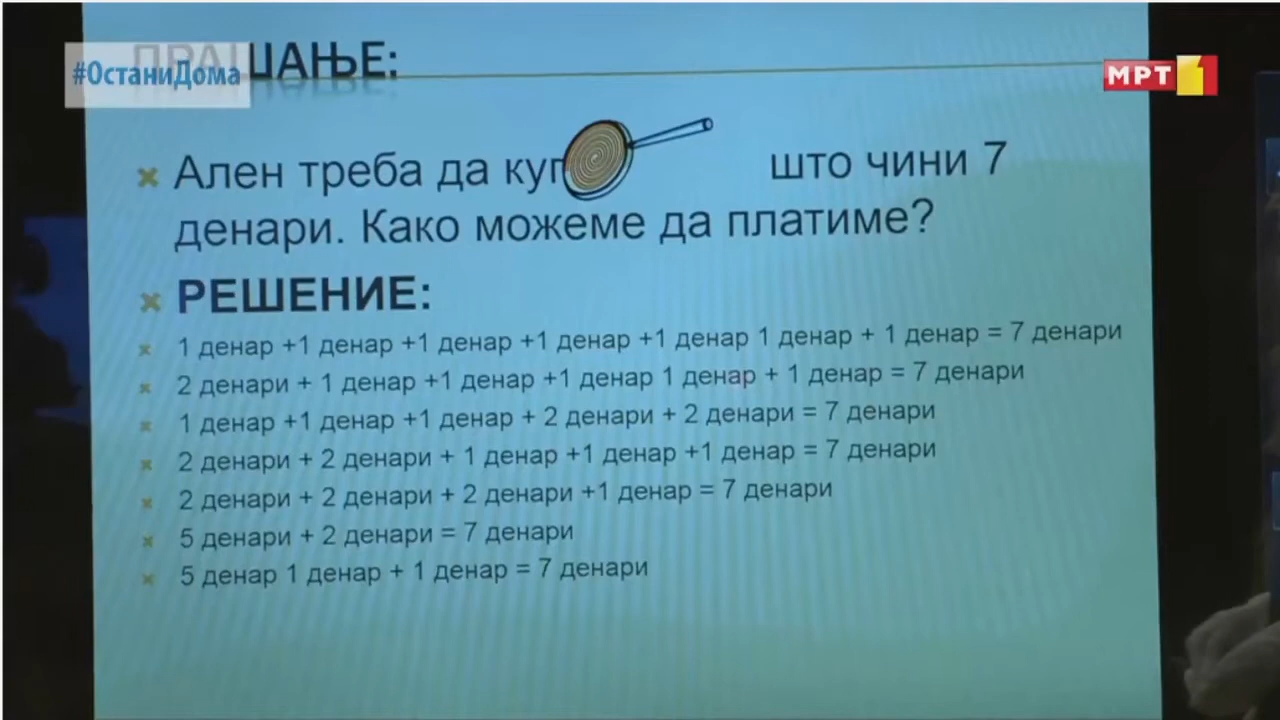 ПРАШАЊЕ:
#ОстаниДома
МРТ 1
Ален треба да куп што чини 7
денари. Како можеме да платиме?
РЕШЕНИЕ:
1 денар +1 денар +1 денар +1 денар +1 денар 1 денар + 1 денар = 7 денари
2 денари + 1 денар +1 денар +1 денар 1 денар + 1 денар = 7 денари
1 денар +1 денар +1 денар + 2 денари + 2 денари = 7 денари
2 денари + 2 денари + 1 денар +1 денар +1 денар = 7 денари
2 денари + 2 денари + 2 денари +1 денар = 7 денари
5 денари + 2 денари = 7 денари
5 денар 1 денар + 1 денар = 7 денари